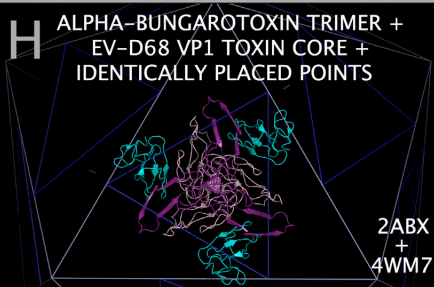 H
ALPHA-BUNGAROTOXIN TRIMER +
EV-D68 VP1 TOXIN CORE +
IDENTICALLY PLACED POINTS
2ABX
+
4WM7